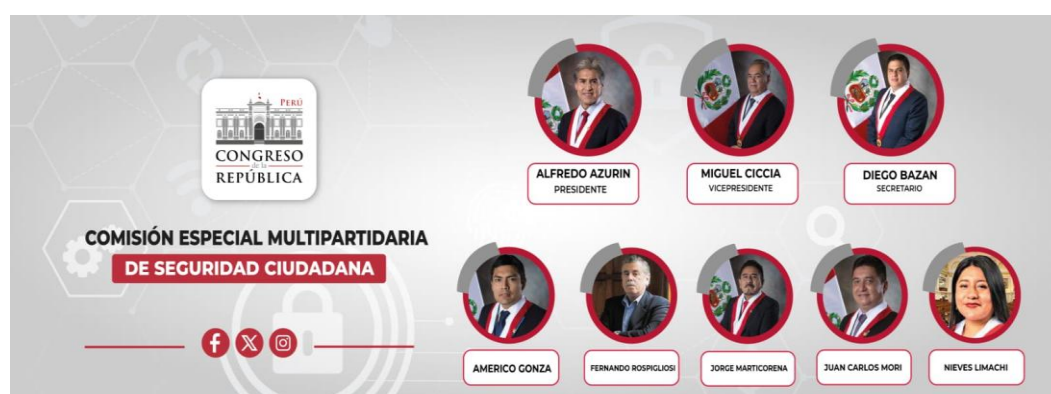 PERÚ
CONGRESO
de la
REPÚBLICA
COMISIÓN ESPECIAL MULTIPARTIDARIA
DE SEGURIDAD CIUDADANA
ALFREDO AZURIN
PRESIDENTE
MIGUEL CICCIA
VICEPRESIDENTE
DIEGO BAZAN
SECRETARIO
AMERICO GONZA
FERNANDO ROSPIGLIOSI
JORGE MARTICORENA
JUAN CARLOS MORI
NIEVES LIMACHI